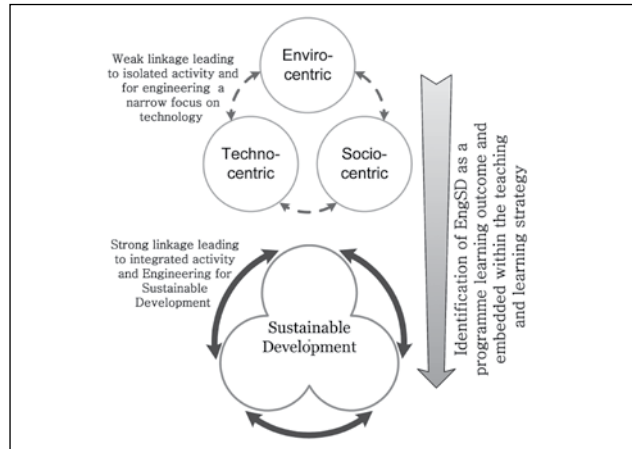 Weak linkage leading
to isolated activity and
for engineering a
narrow focus on
technology
Enviro-
centric
Techno-
centric
Socio-
centric
Strong linkage leading
to integrated activity
and Engineering for
Sustainable
Development
Sustainable
Development
Identification of EngSD as a
programme learning outcome and
embedded within the teaching
and learning strategy